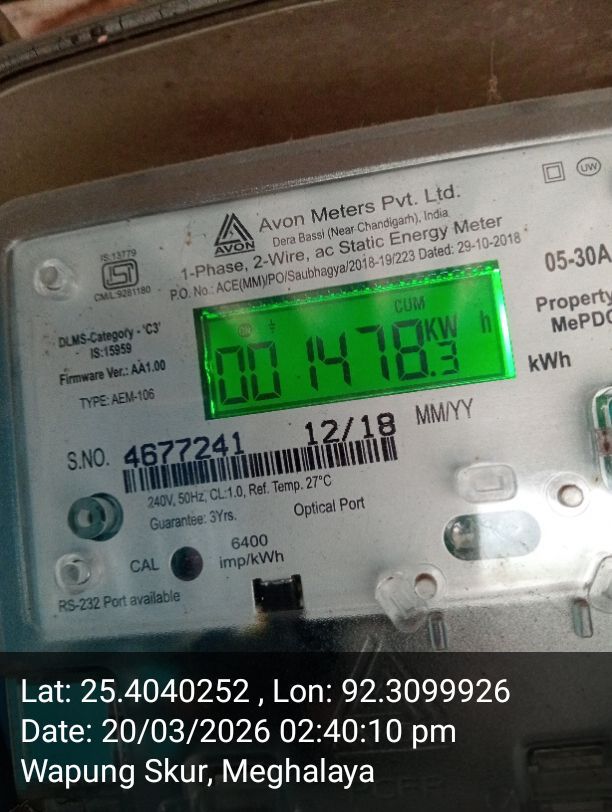 UW
Avon Meters Pvt. Ltd.
Dera Bassi (Near Chandigarh), India
AVON
1-Phase, 2-Wire, ac Static Energy Meter
P.O. No.: ACE(MM)/PO/Saubhagya/2018-19/223 Dated: 29-10-2018
IS:13779
CM/L:9281180
05-30A
Property
MePDC
DLMS-Category - 'C3'
IS:15959
Firmware Ver.: AA1.00
TYPE: AEM-106
CUM
KW h
001478.3
kWh
S.NO. 4677241 12/18 MM/YY
240V, 50Hz, CL:1.0, Ref. Temp. 27°C
Guarantee: 3Yrs. Optical Port
CAL
6400
imp/kWh
RS-232 Port available
Lat: 25.4040252 , Lon: 92.3099926
Date: 20/03/2026 02:40:10 pm
Wapung Skur, Meghalaya